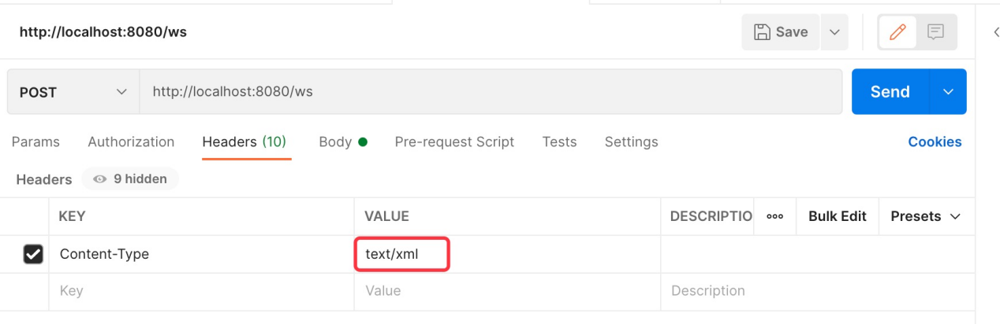 http://localhost:8080/ws Save
POST http://localhost:8080/ws Send
Params Authorization Headers (10) Body Pre-request Script Tests Settings Cookies
Headers 9 hidden
KEY VALUE DESCRIPTIO ooo Bulk Edit Presets
Content-Type text/xml
Key Value Description